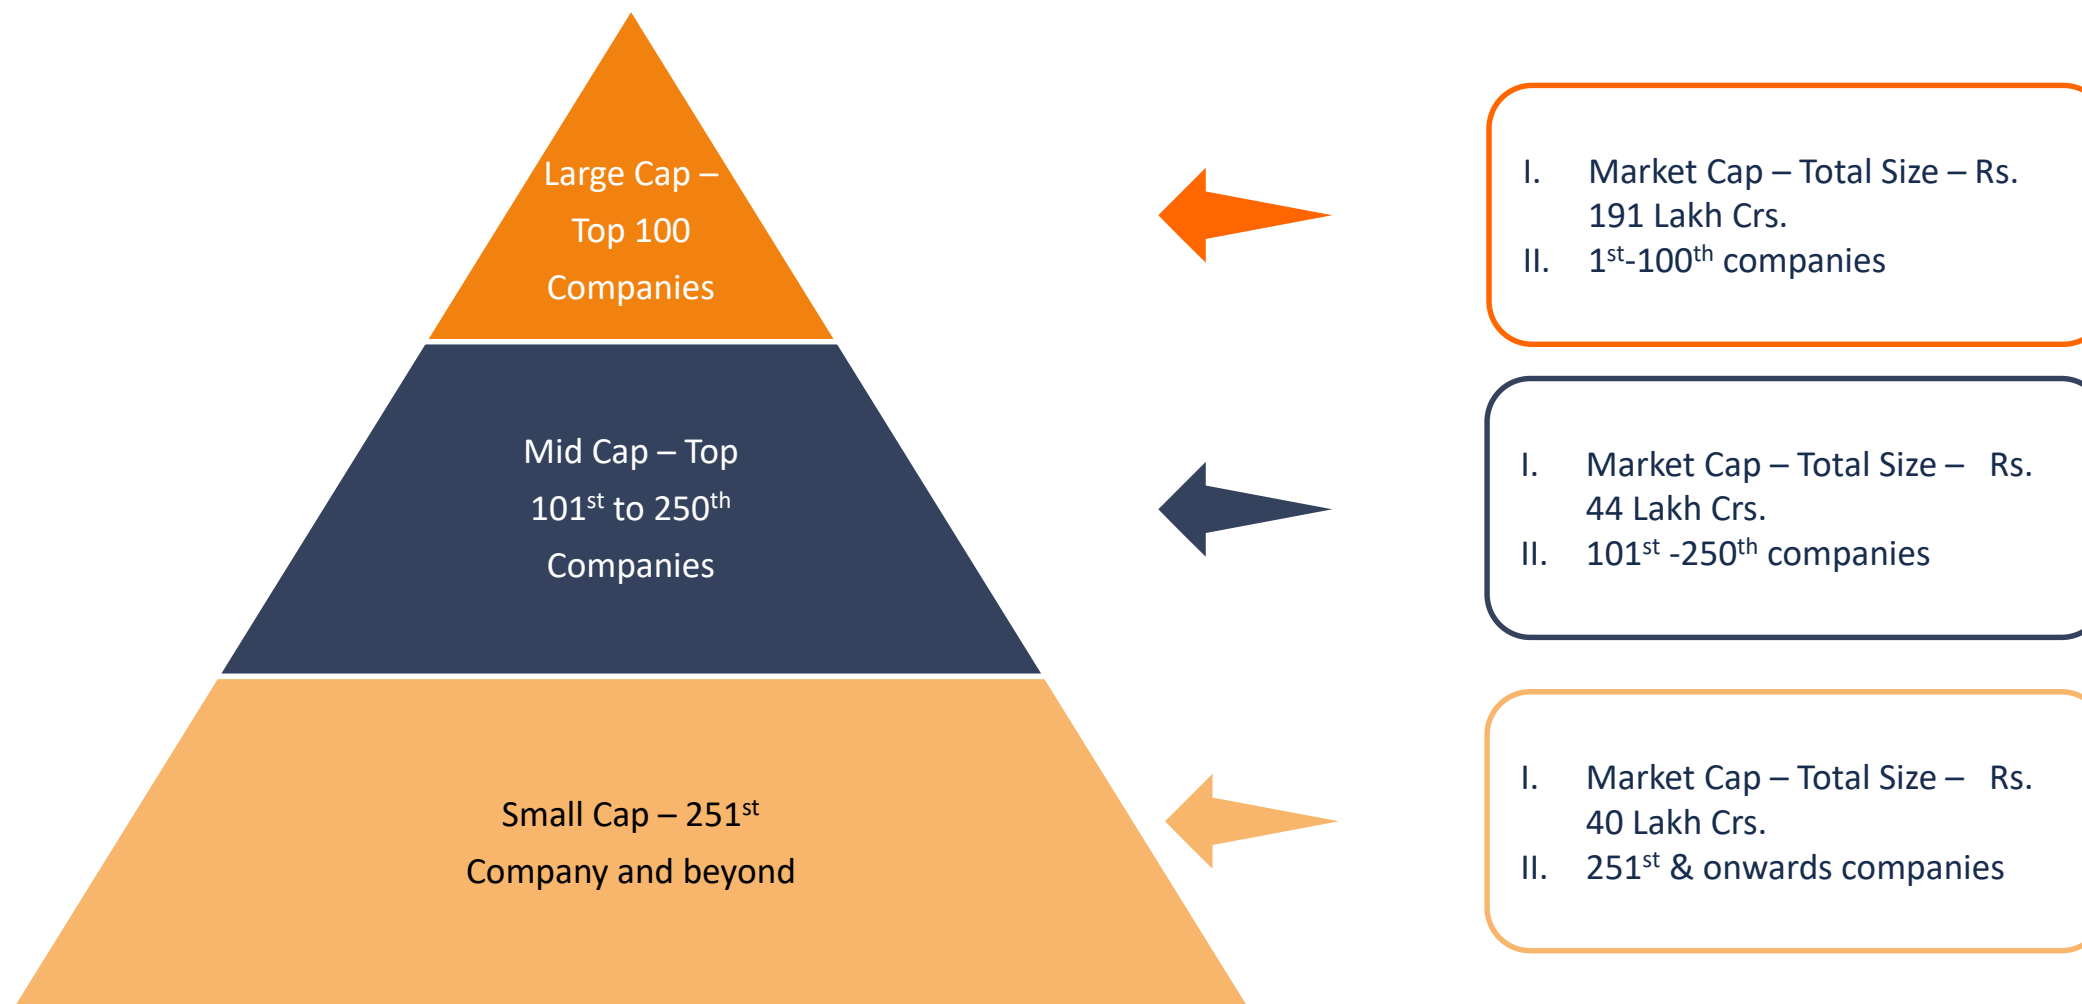 Large Cap –
Top 100
Companies
I. Market Cap – Total Size – Rs.
191 Lakh Crs.
II. 1st-100th companies
Mid Cap – Top
101st to 250th
Companies
I. Market Cap – Total Size – Rs.
44 Lakh Crs.
II. 101st -250th companies
Small Cap – 251st
Company and beyond
I. Market Cap – Total Size – Rs.
40 Lakh Crs.
II. 251st & onwards companies